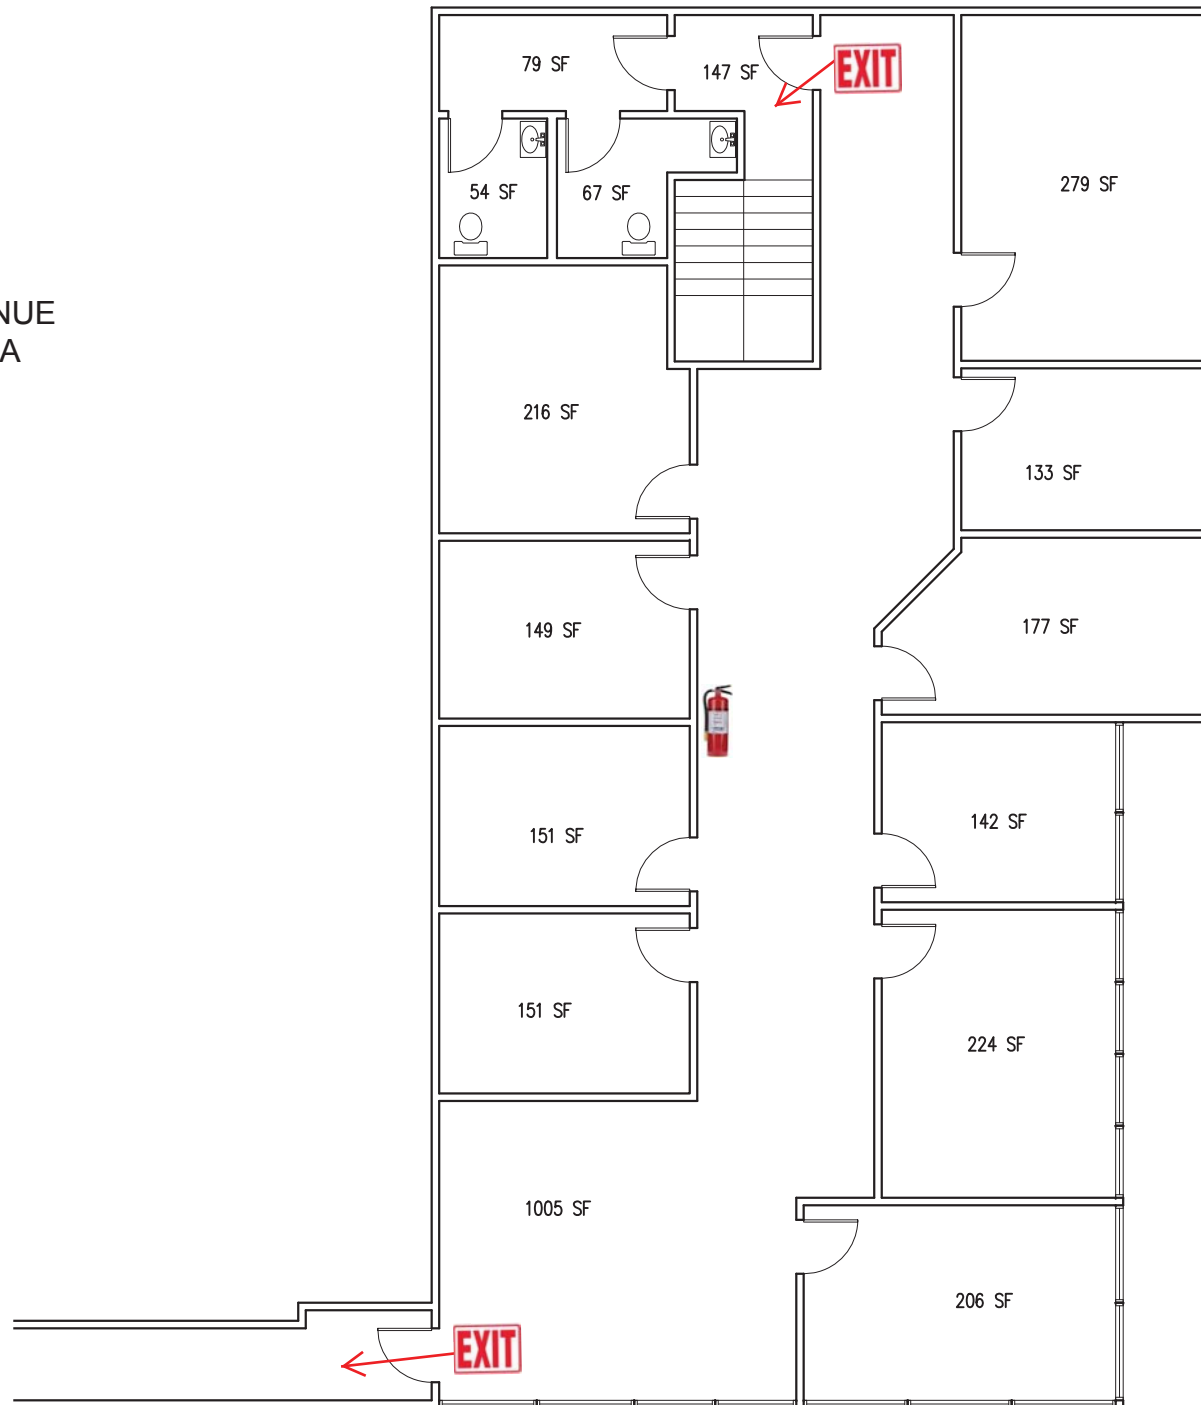 79 SF
147 SF
EXIT
54 SF
67 SF
279 SF
NUE
A
216 SF
133 SF
149 SF
177 SF
151 SF
142 SF
151 SF
224 SF
1005 SF
206 SF
EXIT